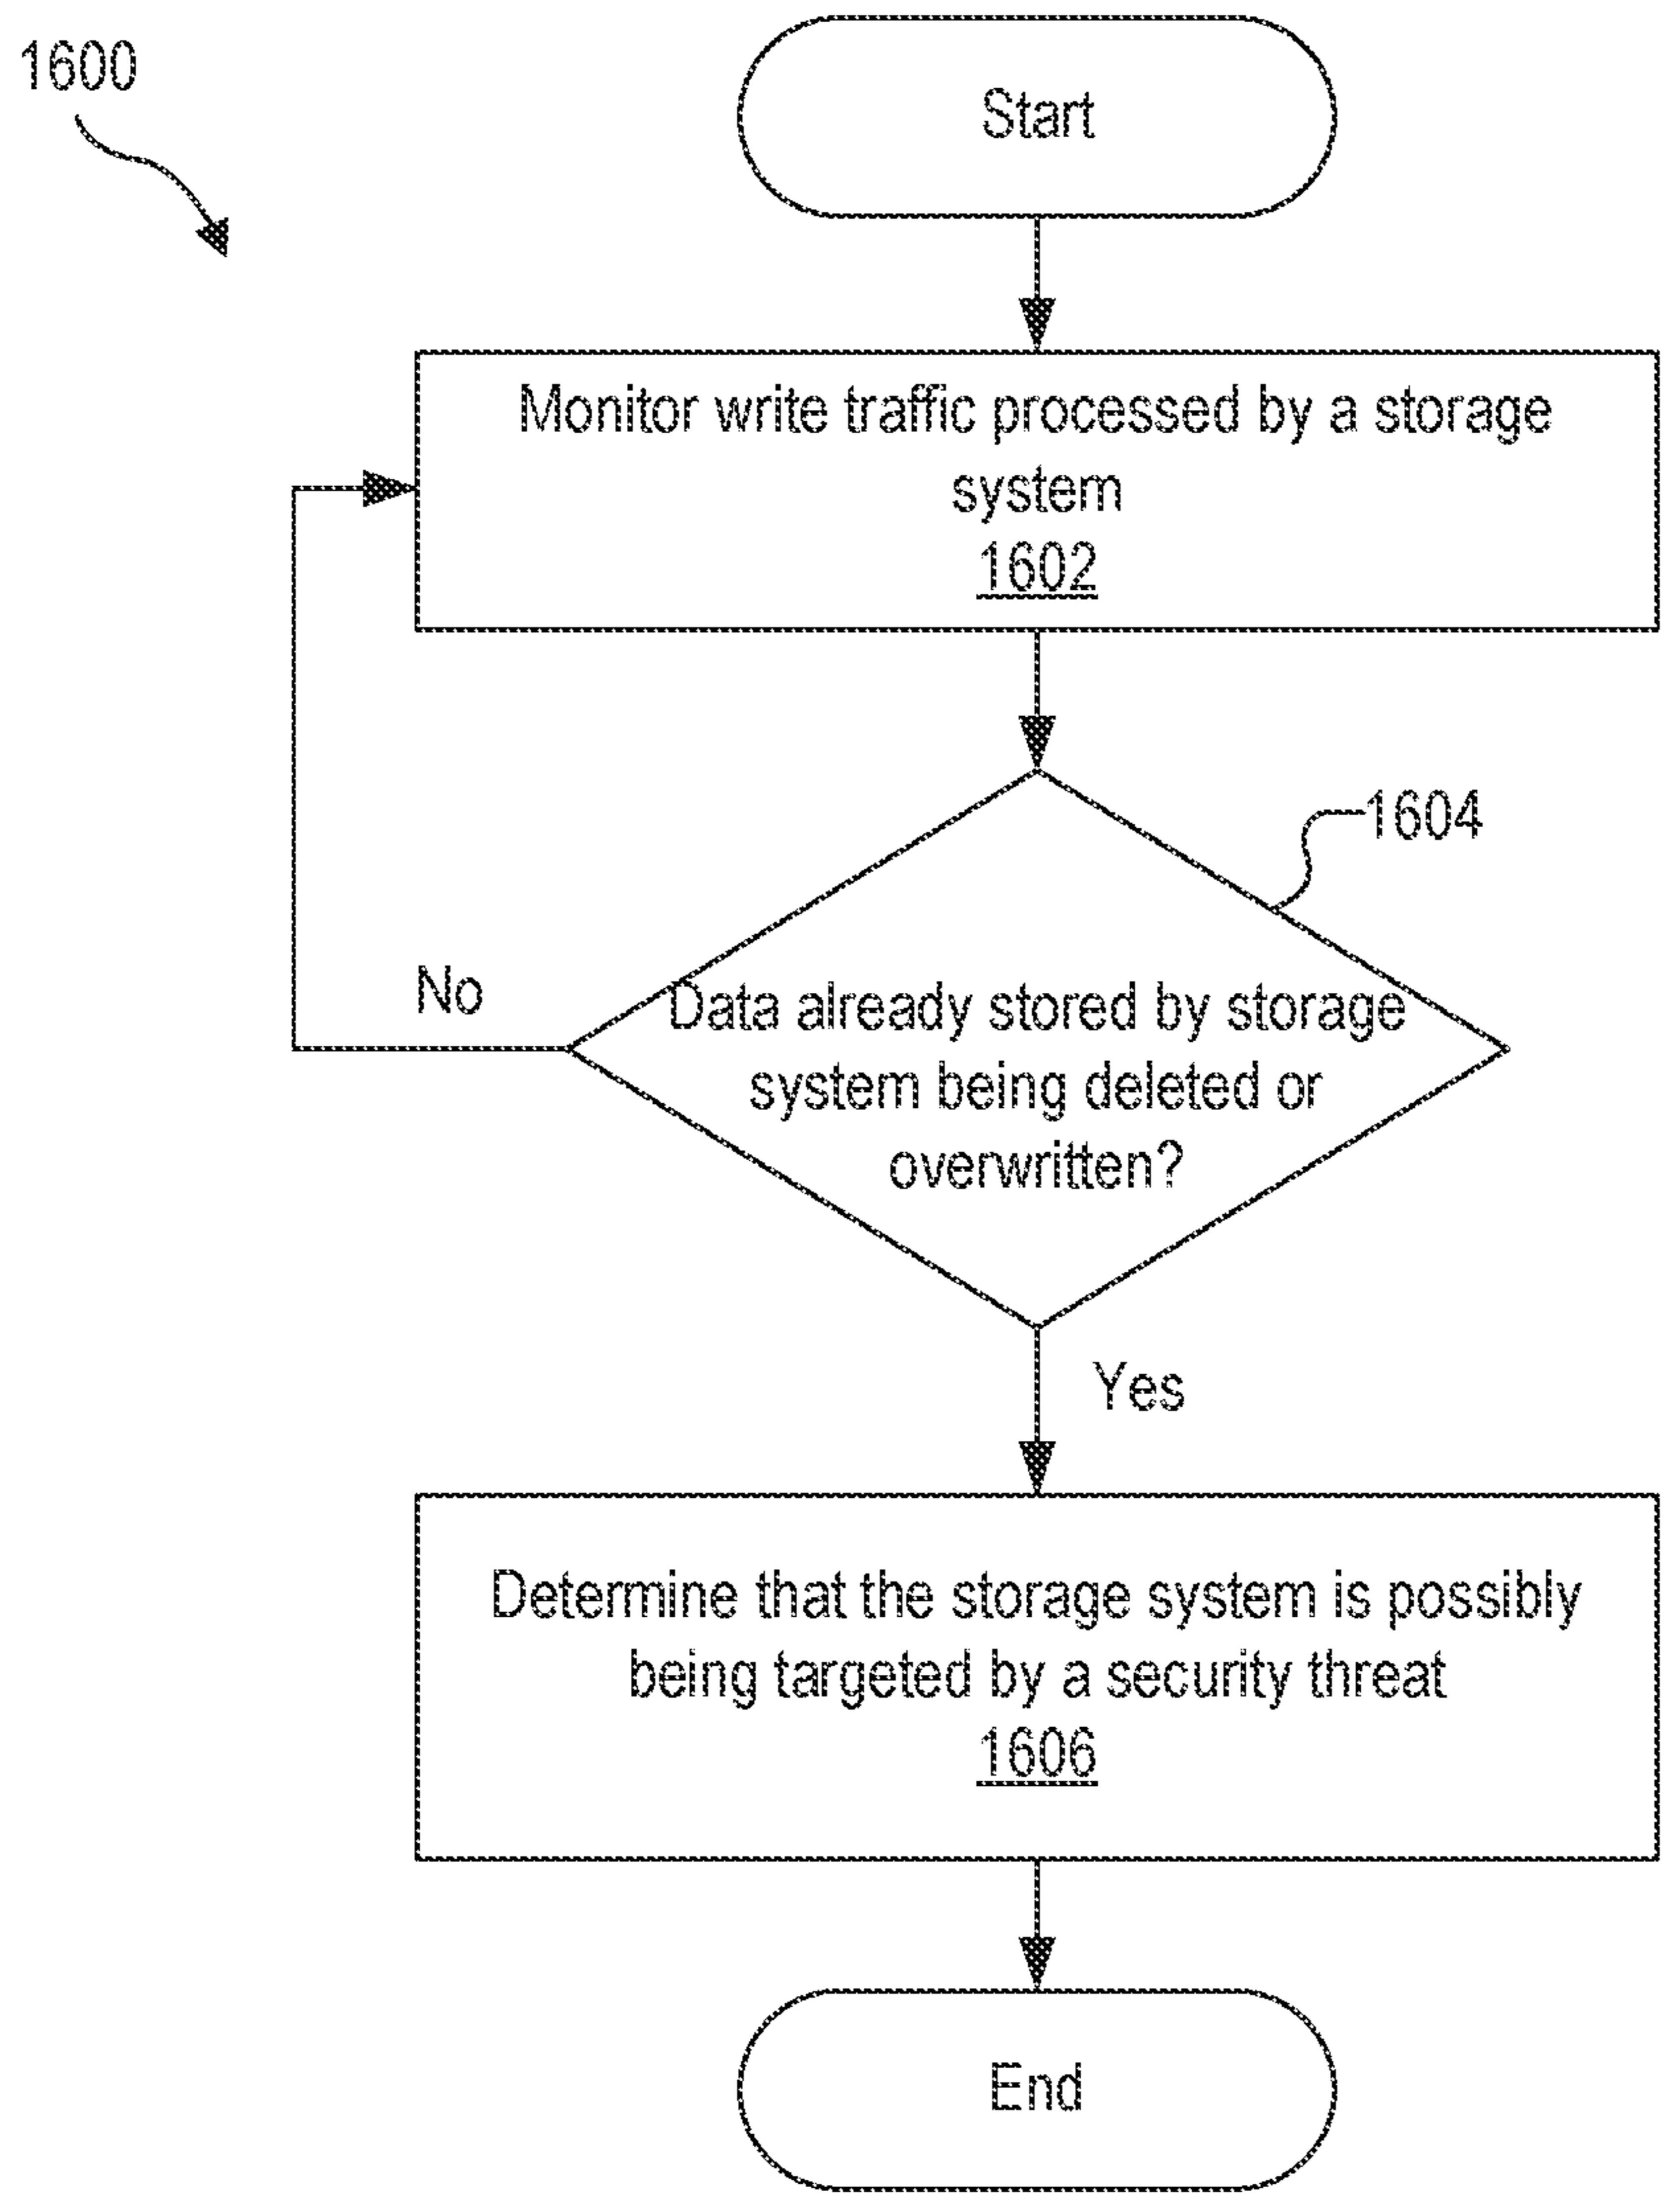 1600
Start
Monitor write traffic processed by a storage
system
1602
1604
No
Data already stored by storage
system being deleted or
overwritten?
Yes
Determine that the storage system is possibly
being targeted by a security threat
1606
End